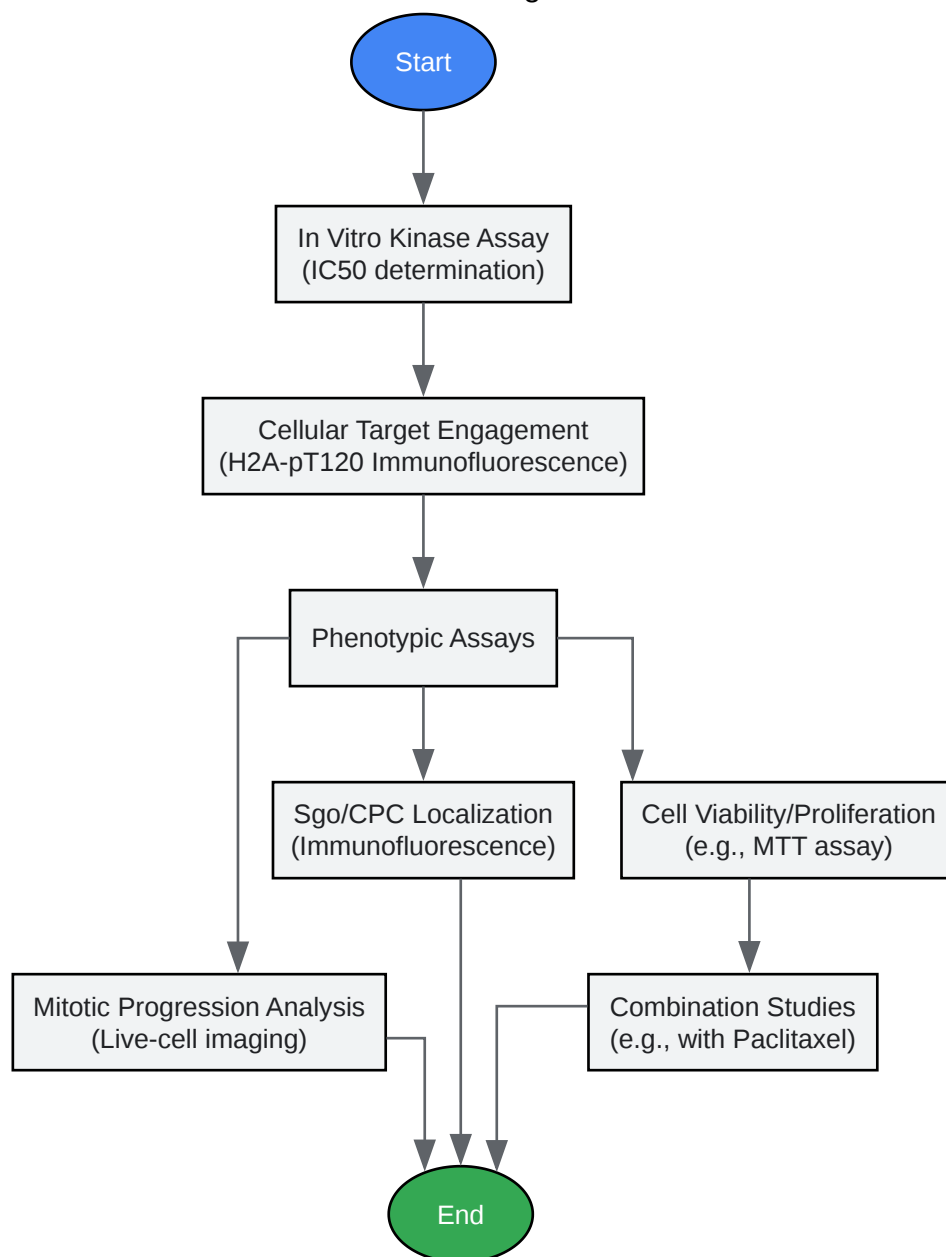 Start
In Vitro Kinase Assay
(IC50 determination)
Cellular Target Engagement
(H2A-pT120 Immunofluorescence)
Phenotypic Assays
Sgo/CPC Localization
(Immunofluorescence)
Cell Viability/Proliferation
(e.g., MTT assay)
Mitotic Progression Analysis
(Live-cell imaging)
Combination Studies
(e.g., with Paclitaxel)
End